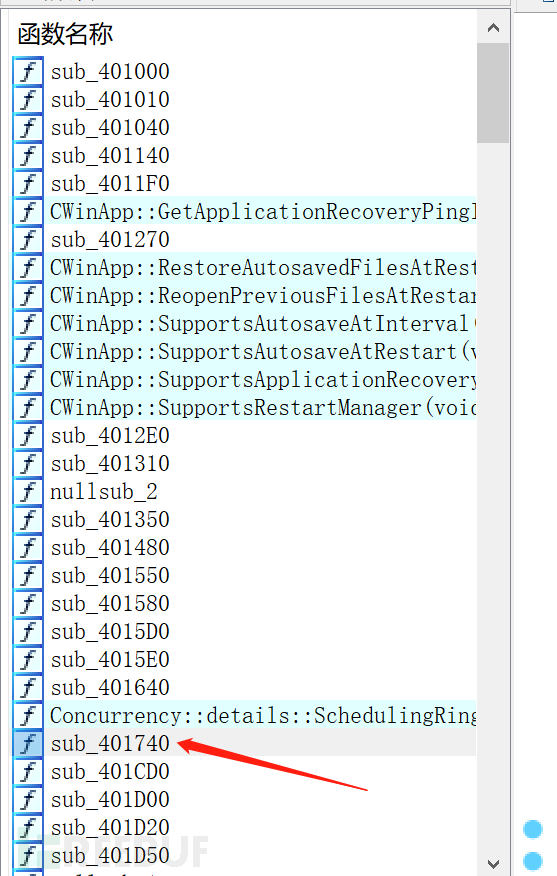 函数名称
sub_401000
sub_401010
sub_401040
sub_401140
sub_4011F0
CWinApp::GetApplicationRecoveryPingI
sub_401270
CWinApp::RestoreAutosavedFilesAtRest
CWinApp::ReopenPreviousFilesAtRestar
CWinApp::SupportsAutosaveAtInterval(
CWinApp::SupportsAutosaveAtRestart(v
CWinApp::SupportsApplicationRecovery
CWinApp::SupportsRestartManager(void
sub_4012E0
sub_401310
nullsub_2
sub_401350
sub_401480
sub_401550
sub_401580
sub_4015D0
sub_4015E0
sub_401640
Concurrency::details::SchedulingRing
sub_401740
sub_401CD0
sub_401D00
sub_401D20
sub_401D50